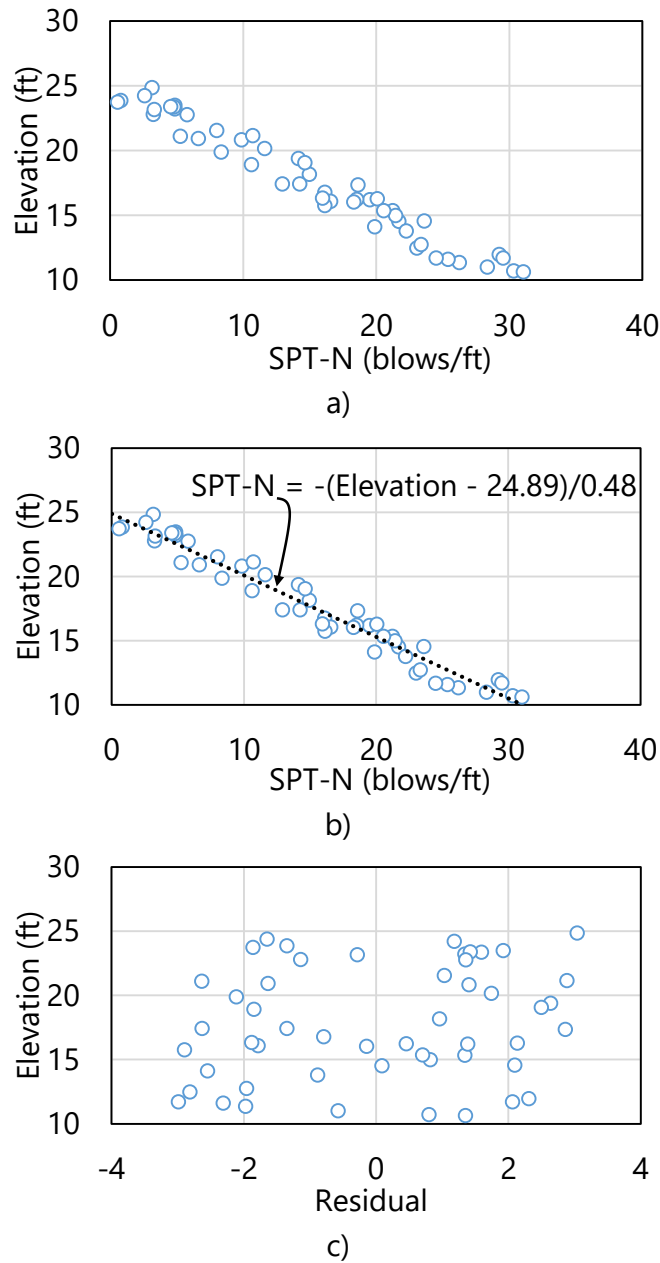 30
25
20
15
10
Elevation (ft)
0 10 20 30 40
SPT-N (blows/ft)
a)
30
25
20
15
10
Elevation (ft)
SPT-N = -(Elevation - 24.89)/0.48
0 10 20 30 40
SPT-N (blows/ft)
b)
30
25
20
15
10
Elevation (ft)
-4 -2 0 2 4
Residual
c)